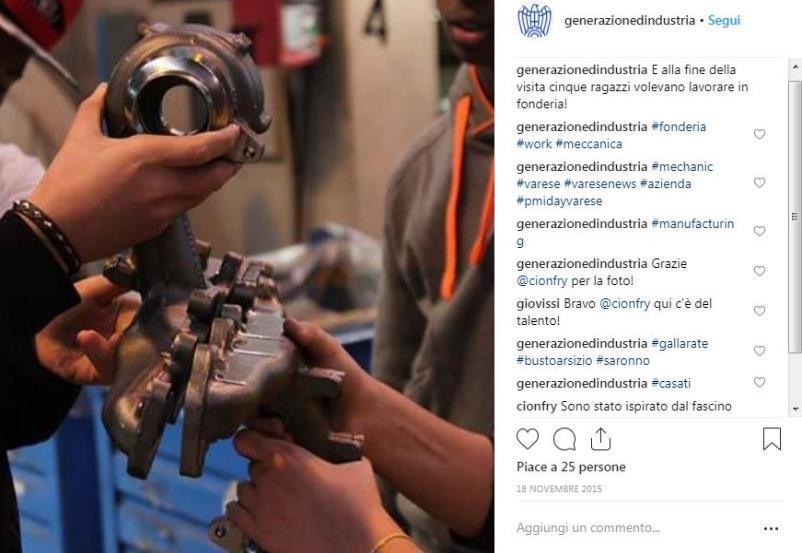 4
generazionedindustria • Segui
generazionedindustria E alla fine della
visita cinque ragazzi volevano lavorare in
fonderia!
generazionedindustria #fonderia
#work #meccanica
generazionedindustria #mechanic
#varese #varesenews #azienda
#pmidayvarese
generazionedindustria #manufacturin
g
generazionedindustria Grazie
@cionfry per la foto!
giovissi Bravo @cionfry qui c'è del
talento!
generazionedindustria #gallarate
#bustoarsizio #saronno
generazionedindustria #casati
cionfry Sono stato ispirato dal fascino
Piace a 25 persone
18 NOVEMBRE 2015
Aggiungi un commento...